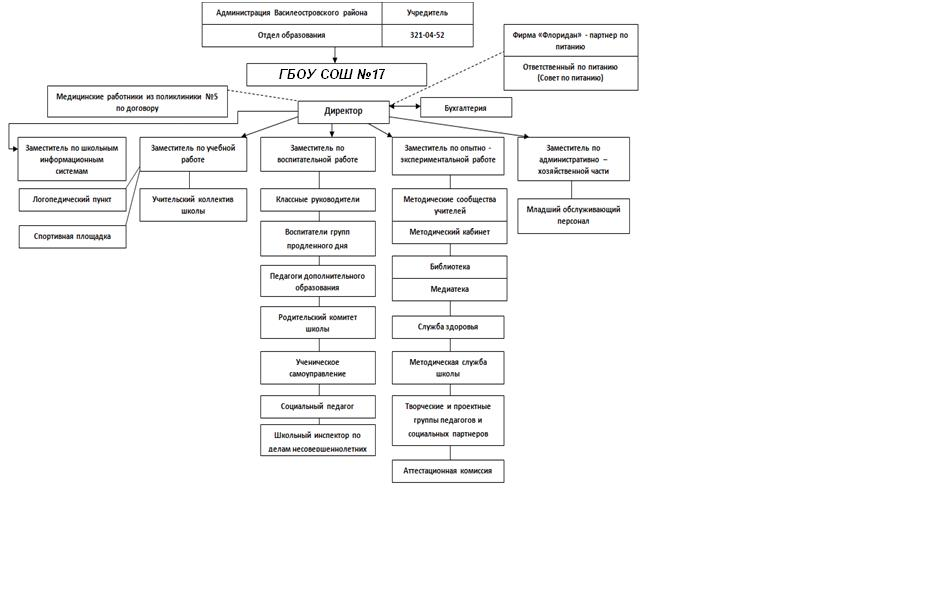 Администрация Василеостровского района
Учредитель
Отдел образования
321-04-52
Фирма «Флоридан» - партнер по
питанию
Ответственный по питанию
(Совет по питанию)
ГБОУ СОШ №17
Медицинские работники из поликлиники №5
по договору
Директор
Бухгалтерия
Заместитель по школьным
информационным
системам
Логопедический пункт
Спортивная площадка
Заместитель по учебной
работе
Учительский коллектив
школы
Заместитель по
воспитательной работе
Классные руководители
Воспитатели групп
продленного дня
Педагоги дополнительного
образования
Родительский комитет
школы
Ученическое
самоуправление
Социальный педагог
Школьный инспектор по
делам несовершеннолетних
Заместитель по опытно -
экспериментальной работе
Методические сообщества
учителей
Методический кабинет
Библиотека
Медиатека
Служба здоровья
Методическая служба
школы
Творческие и проектные
группы педагогов и
социальных партнеров
Аттестационная комиссия
Заместитель по
административно –
хозяйственной части
Младший обслуживающий
персонал